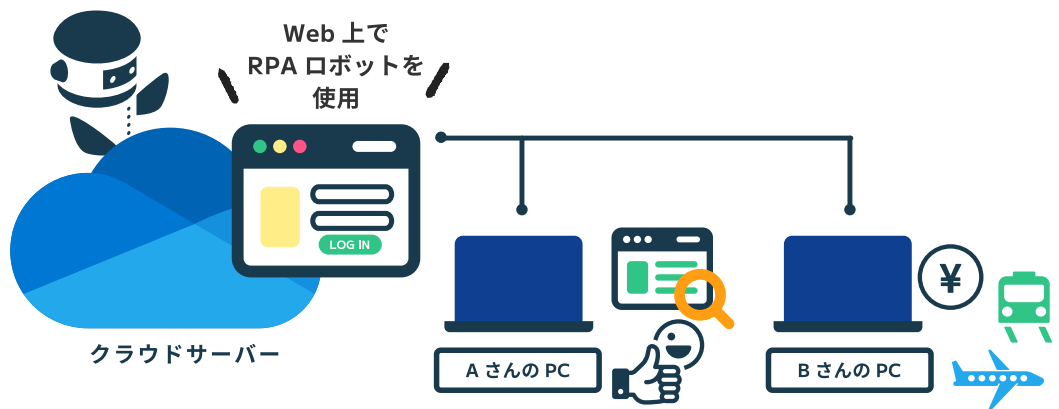 Web 上で
RPA ロボットを
使用
LOG IN
クラウドサーバー
A さんの PC
¥
B さんの PC